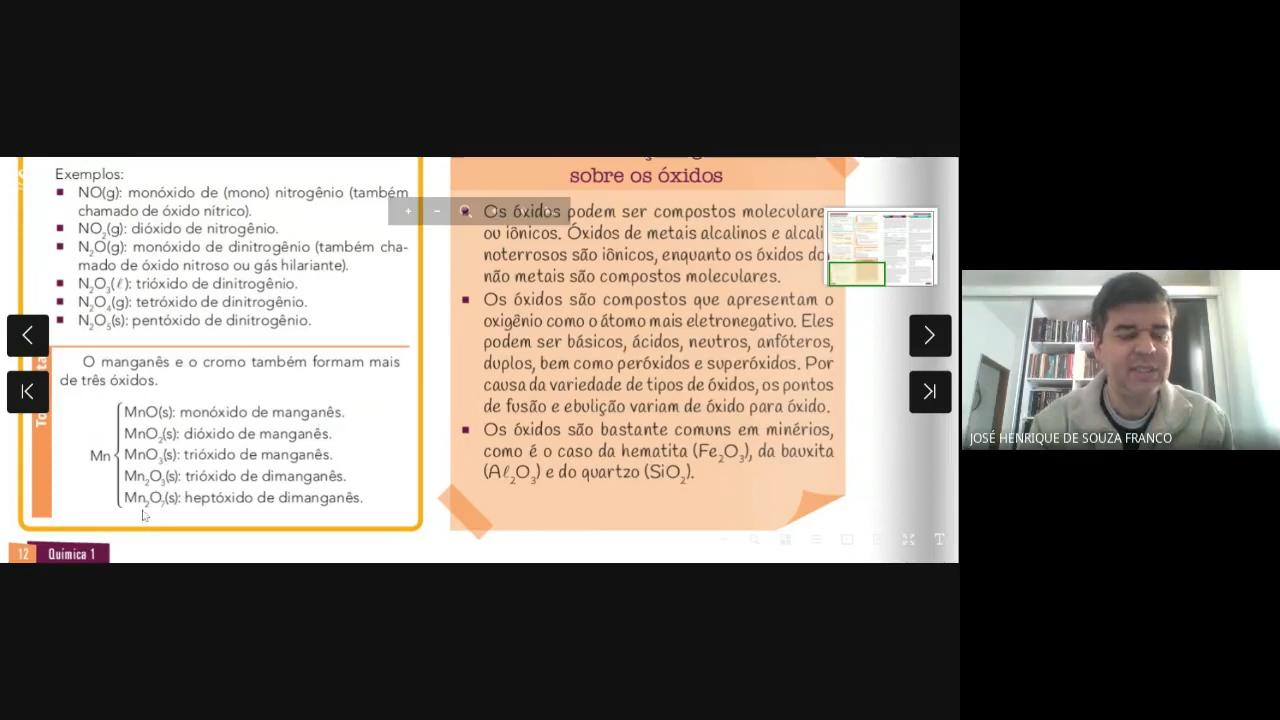 Exemplos:
NO(g): monóxido de (mono) nitrogênio (também
chamado de óxido nítrico).
NO₂(g): dióxido de nitrogênio.
N₂O(g): monóxido de dinitrogênio (também cha-
mado de óxido nitroso ou gás hilariante).
N₂O₃(ℓ): trióxido de dinitrogênio.
N₂O₄(g): tetróxido de dinitrogênio.
N₂O₅(s): pentóxido de dinitrogênio.
O manganês e o cromo também formam mais
de três óxidos.
Mn
MnO(s): monóxido de manganês.
MnO₂(s): dióxido de manganês.
MnO₃(s): trióxido de manganês.
Mn₂O₃(s): trióxido de dimanganês.
Mn₂O₇(s): heptóxido de dimanganês.
12 Química 1
sobre os óxidos
Os óxidos podem ser compostos moleculare
ou iônicos. Óxidos de metais alcalinos e alcali
noterrosos são iônicos, enquanto os óxidos do
não metais são compostos moleculares.
Os óxidos são compostos que apresentam o
oxigênio como o átomo mais eletronegativo. Eles
podem ser básicos, ácidos, neutros, anfóteros,
duplos, bem como peróxidos e superóxidos. Por
causa da variedade de tipos de óxidos, os pontos
de fusão e ebulição variam de óxido para óxido.
Os óxidos são bastante comuns em minérios,
como é o caso da hematita (Fe₂O₃), da bauxita
(Aℓ₂O₃) e do quartzo (SiO₂).
JOSÉ HENRIQUE DE SOUZA FRANCO